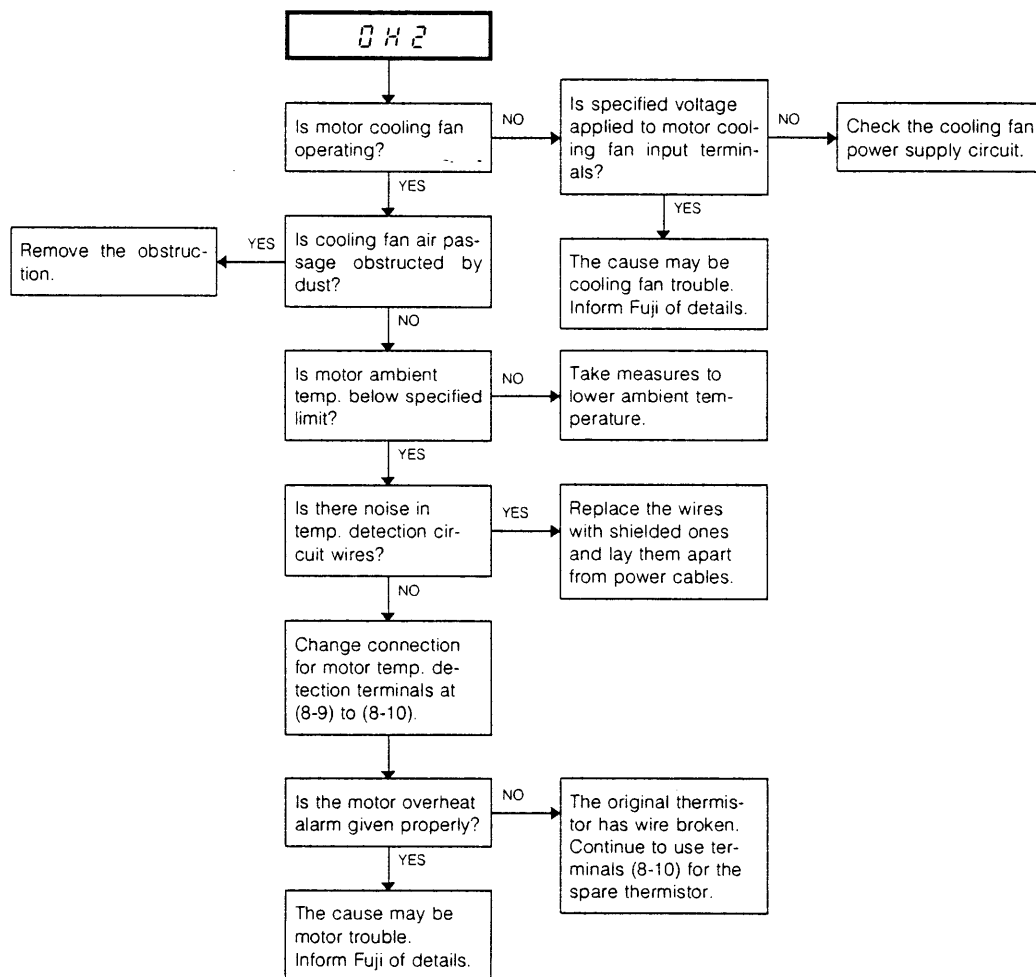 OH2
Is motor cooling fan
operating?
NO
Is specified voltage
applied to motor cool-
ing fan input termin-
als?
NO
Check the cooling fan
power supply circuit.
YES
YES
The cause may be
cooling fan trouble.
Inform Fuji of details.
Is cooling fan air pas-
sage obstructed by
dust?
YES
Remove the obstruc-
tion.
NO
Is motor ambient
temp. below specified
limit?
NO
Take measures to
lower ambient tem-
perature.
YES
Is there noise in
temp. detection cir-
cuit wires?
YES
Replace the wires
with shielded ones
and lay them apart
from power cables.
NO
Change connection
for motor temp. de-
tection terminals at
(8-9) to (8-10).
Is the motor overheat
alarm given properly?
NO
The original thermis-
tor has wire broken.
Continue to use ter-
minals (8-10) for the
spare thermistor.
YES
The cause may be
motor trouble.
Inform Fuji of details.